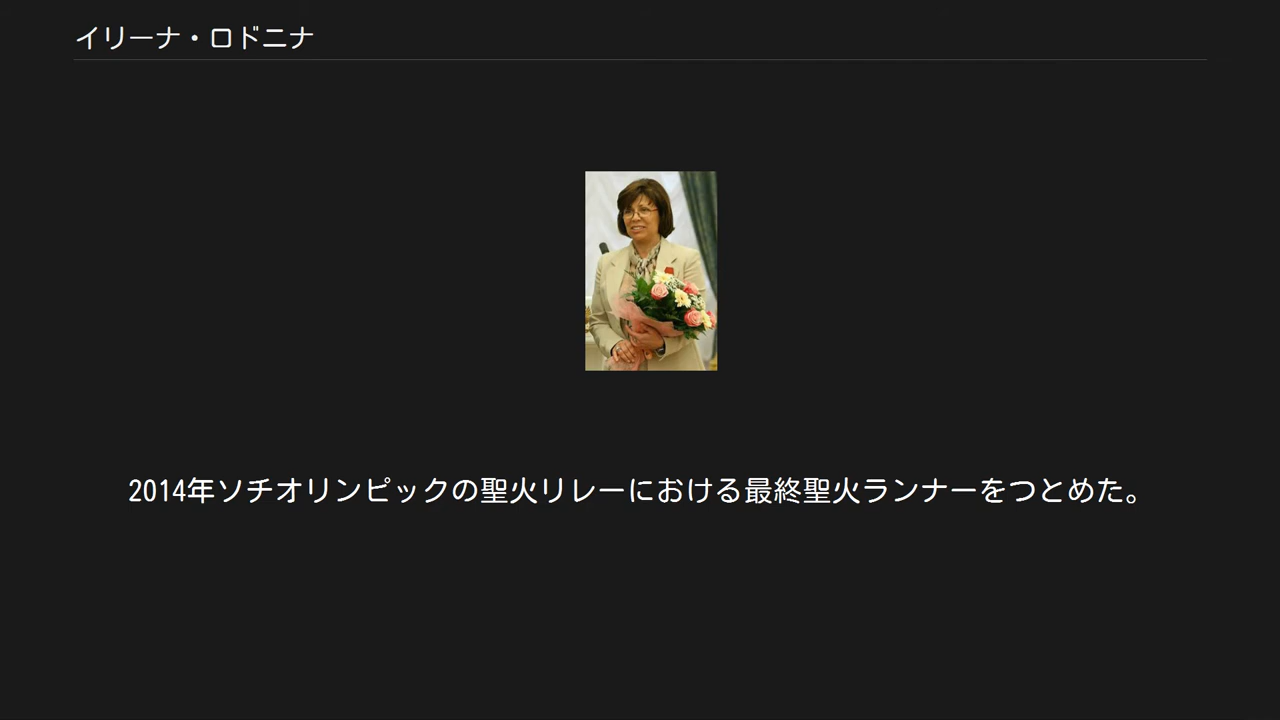 イリーナ・ロドニナ
2014年ソチオリンピックの聖火リレーにおける最終聖火ランナーをつとめた。